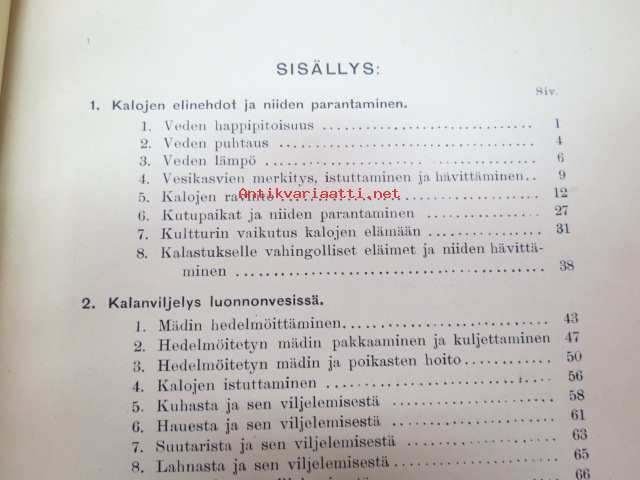 SISÄLLYS:
Siv.
1. Kalojen elinehdot ja niiden parantaminen.
1. Veden happipitoisuus ................................ 1
2. Veden puhtaus ................................ 4
3. Veden lämpö ................................ 6
4. Vesikasvien merkitys, istuttaminen ja hävittäminen .. 9
5. Kalojen ravinto ................................ 12
Antikvariaatti.net
6. Kutupaikat ja niiden parantaminen ................ 27
7. Kultturin vaikutus kalojen elämään ................ 31
8. Kalastukselle vahingolliset eläimet ja niiden hävittä-
minen ................................ 38
2. Kalanviljelys luonnonvesissä.
1. Mädin hedelmöittäminen ................................ 43
2. Hedelmöitetyn mädin pakkaaminen ja kuljettaminen 47
3. Hedelmöitetyn mädin ja poikasten hoito ............ 50
4. Kalojen istuttaminen ................................ 56
5. Kuhasta ja sen viljelemisestä ................ 58
6. Hauesta ja sen viljelemisestä ................ 61
7. Suutarista ja sen viljelemisestä ................ 63
8. Lahnasta ja sen viljelemisestä ................ 65
66